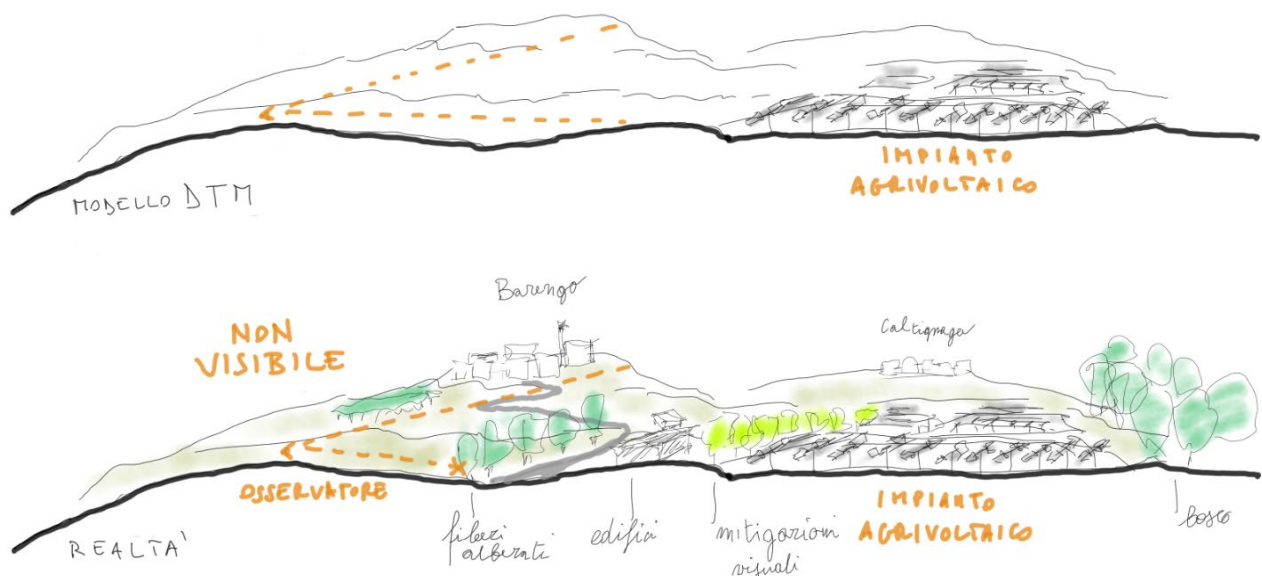 IMPIANTO
AGRIVOLTAICO
MODELLO DTM
Barengo
Caltignaga
NON
VISIBILE
OSSERVATORE
filari
alberati
edifici
mitigazioni
visuali
IMPIANTO
AGRIVOLTAICO
bosco
REALTA'